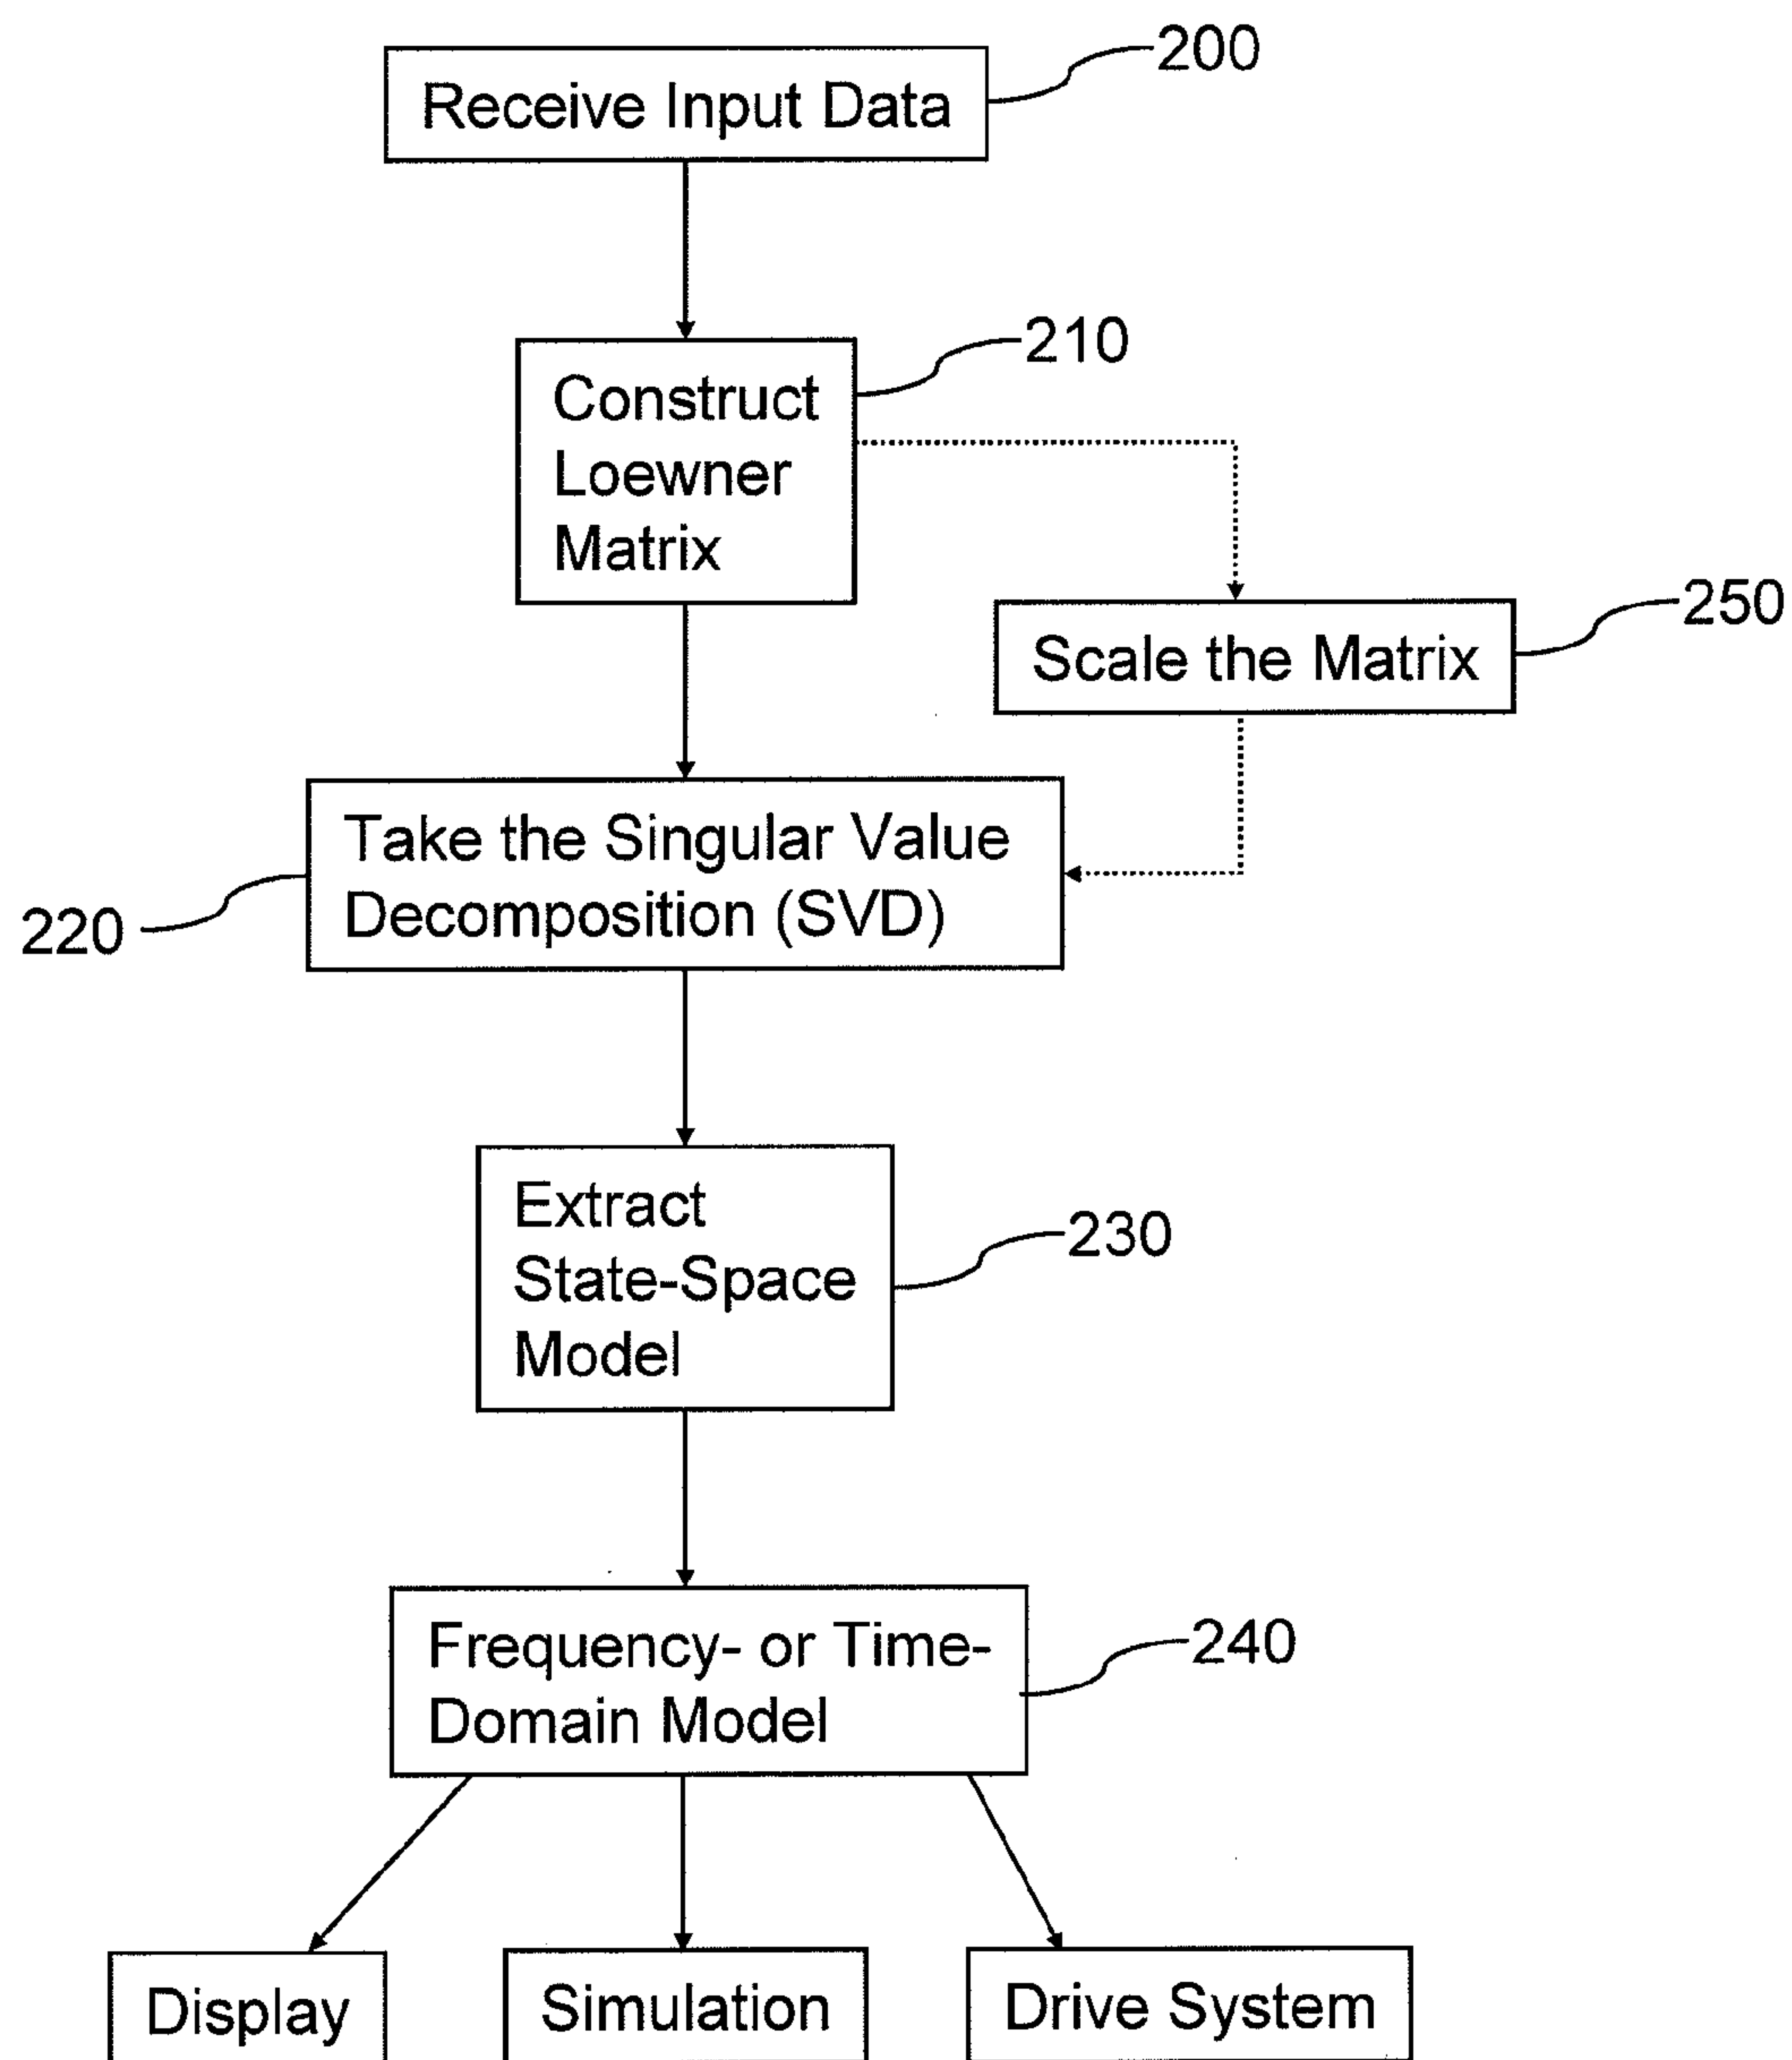 200
Receive Input Data
210
Construct
Loewner
Matrix
250
Scale the Matrix
Take the Singular Value
Decomposition (SVD)
220
Extract
State-Space
Model
230
Frequency- or Time-
Domain Model
240
Display
Simulation
Drive System